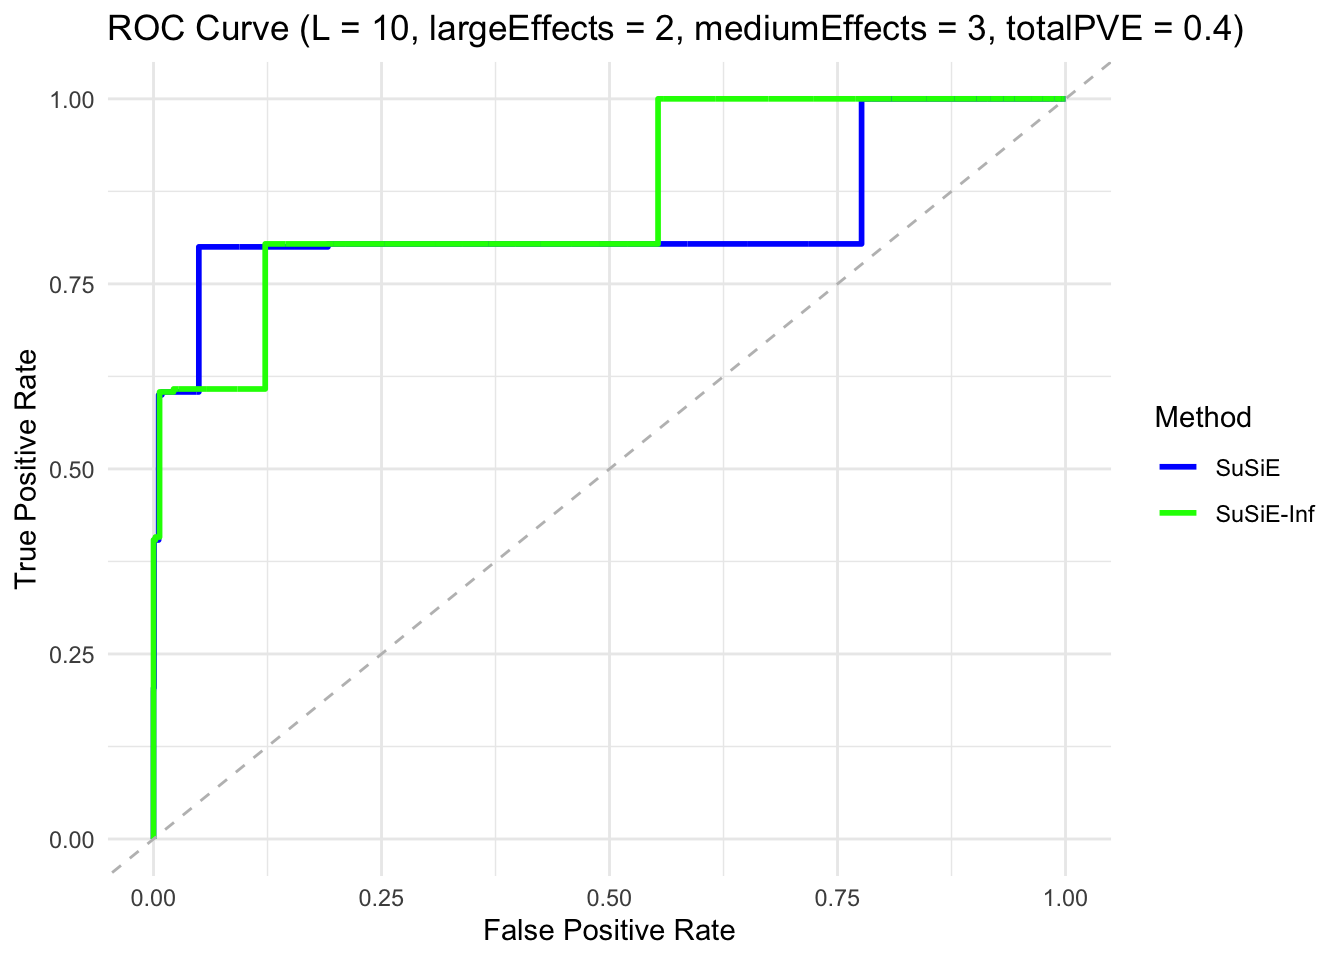 ROC Curve (L = 10, largeEffects = 2, mediumEffects = 3, totalPVE = 0.4)
True Positive Rate
1.00
0.75
0.50
0.25
0.00
0.00 0.25 0.50 0.75 1.00
False Positive Rate
Method
SuSiE
SuSiE-Inf